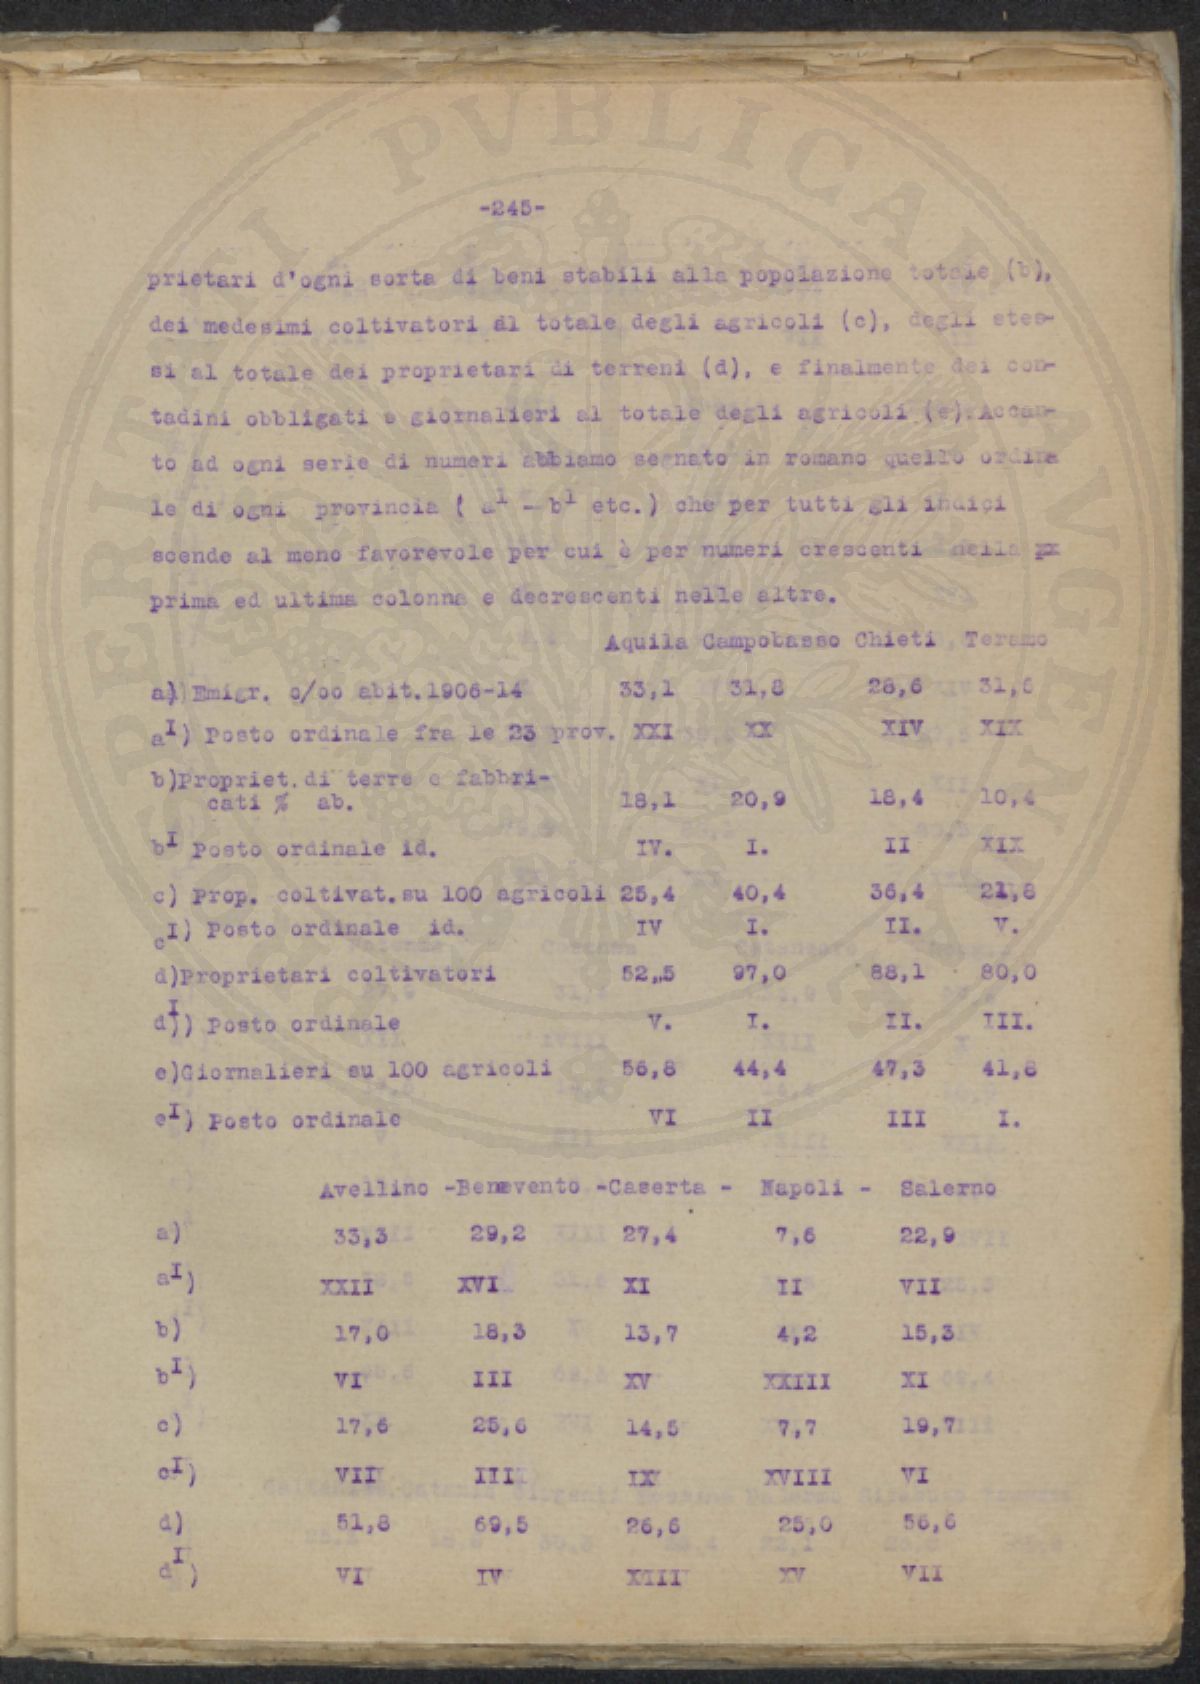 -245-
prietari d'ogni sorta di beni stabili alla popolazione totale (b),
dei medesimi coltivatori al totale degli agricoli (c), degli stes-
si al totale dei proprietari di terreni (d), e finalmente dei con-
tadini obbligati e giornalieri al totale degli agricoli (e).Accan-
to ad ogni serie di numeri abbiamo segnato in romano quello ordina
le di ogni provincia ( a1 - b1 etc.) che per tutti gli indici
scende al meno favorevole per cui è per numeri crescenti nella px
prima ed ultima colonna e decrescenti nelle altre.
Aquila Campobasso Chieti Teramo
a) Emigr. o/oo abit.1906-14 33,1 31,8 28,6 31,6
aI) Posto ordinale fra le 23 prov. XXI XX XIV XIX
b)Propriet.di terre e fabbri-
cati % ab. 18,1 20,9 18,4 10,4
bI Posto ordinale id. IV. I. II XIX
c) Prop. coltivat.su 100 agricoli 25,4 40,4 36,4 21,8
cI) Posto ordinale id. IV I. II. V.
d)Proprietari coltivatori 52,,5 97,0 88,1 80,0
dI) Posto ordinale V. I. II. III.
e)Giornalieri su 100 agricoli 56,8 44,4 47,3 41,8
eI) Posto ordinale VI II III I.
Avellino -Benevento -Caserta - Napoli - Salerno
a) 33,3 29,2 27,4 7,6 22,9
aI) XXII XVI XI II VII
b) 17,0 18,3 13,7 4,2 15,3
bI) VI III XV XXIII XI
c) 17,6 25,6 14,5 7,7 19,7
cI) VII III IX XVIII VI
d) 51,8 69,5 26,6 25,0 56,6
dI) VI IV XIII XV VII